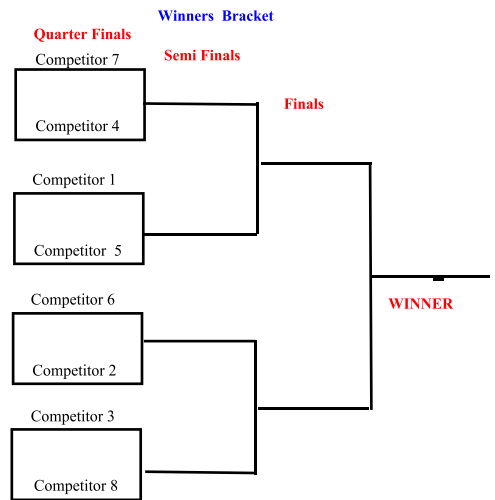 Winners  Bracket
Quarter Finals
Semi Finals
Finals
Competitor 7
Competitor 4
Competitor 1
Competitor  5
Competitor 6
Competitor 2
Competitor 3
Competitor 8
WINNER